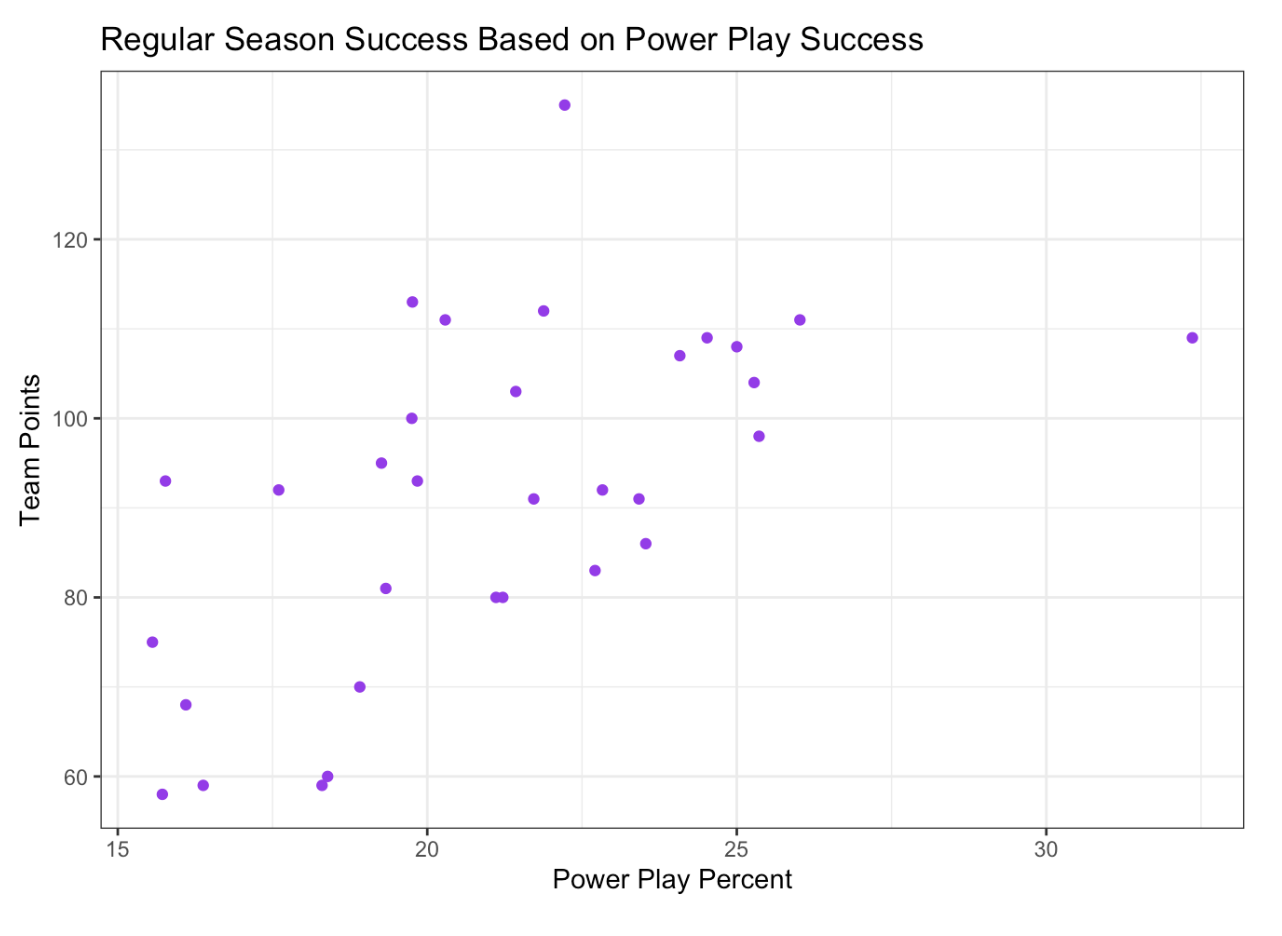 Regular Season Success Based on Power Play Success
120
100
80
60
15 20 25 30
Team Points
Power Play Percent